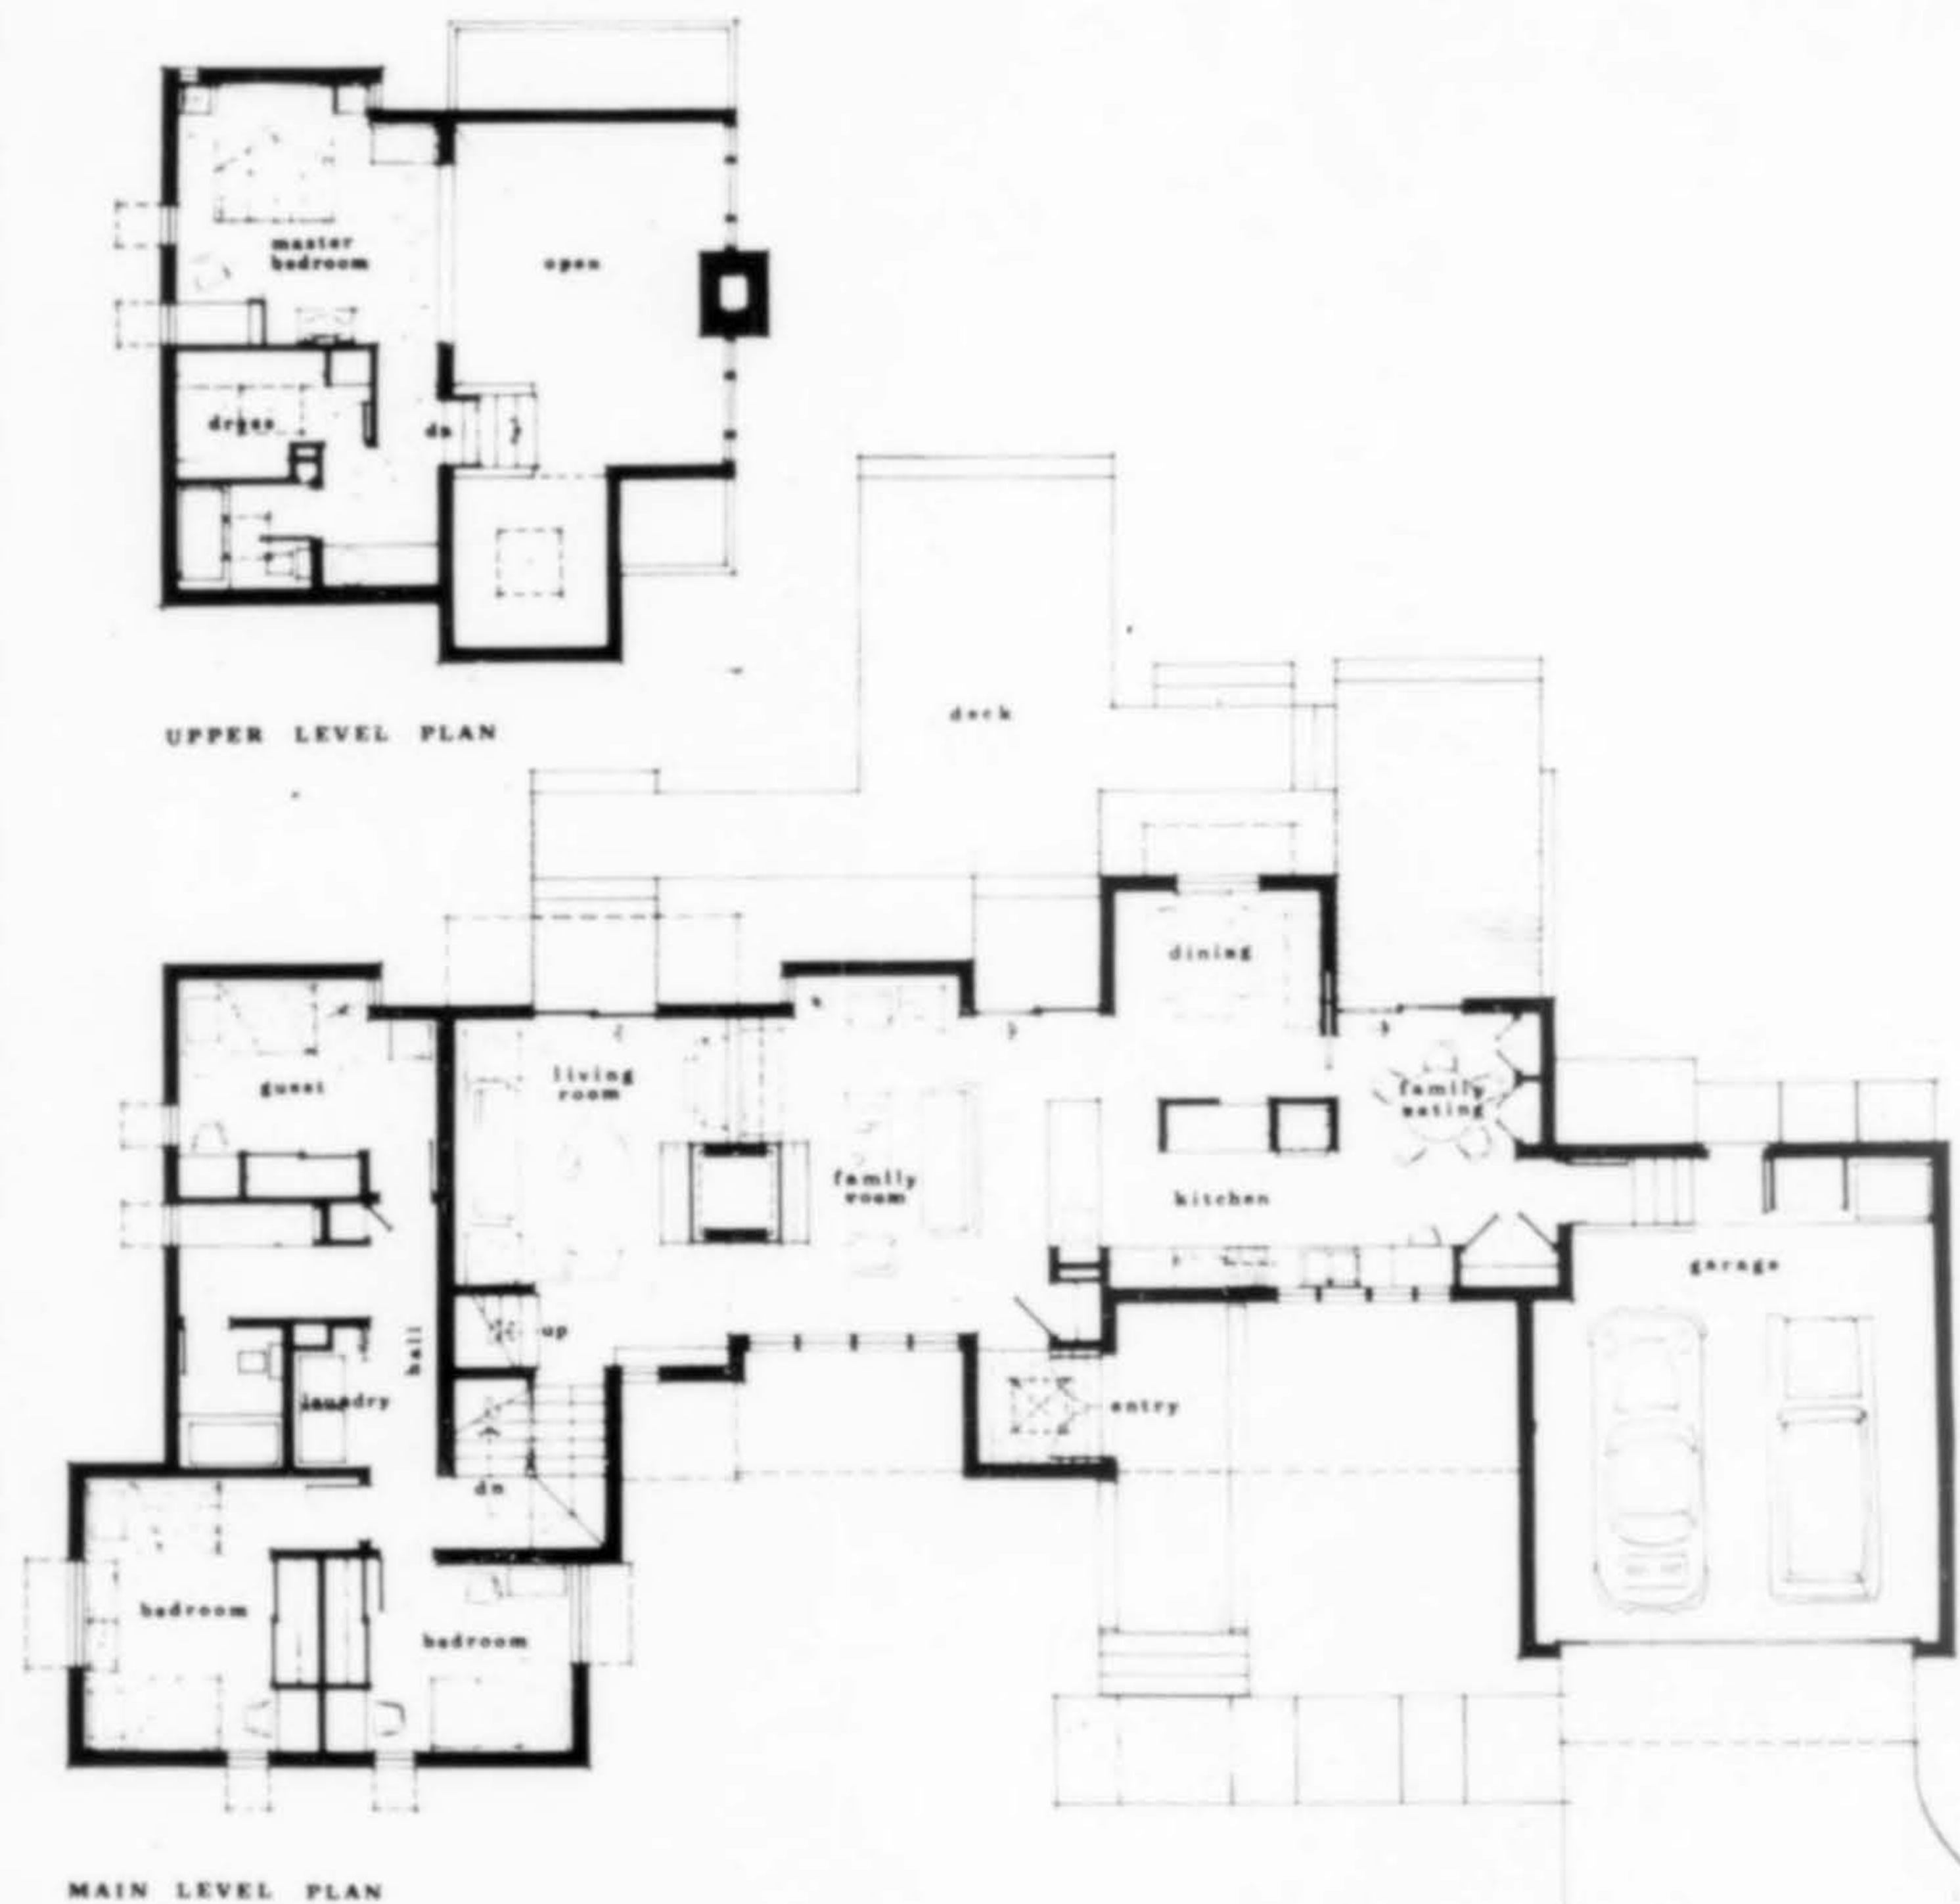 master
bedroom
open
dress
dn
UPPER LEVEL PLAN
deck
dining
living
room
guest
family
eating
family
room
kitchen
garage
up
hall
laundry
entry
dn
bedroom
bedroom
MAIN LEVEL PLAN